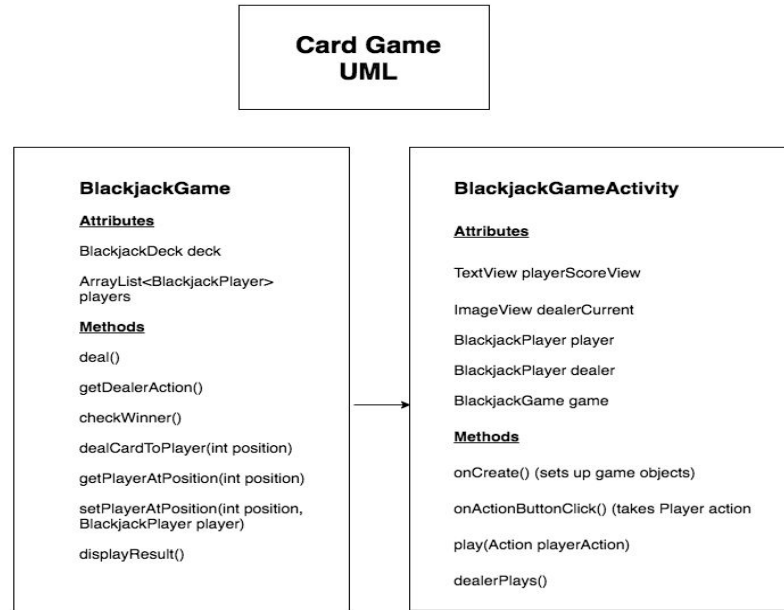 Card Game
UML
BlackjackGame
Attributes
BlackjackDeck deck
ArrayList<BlackjackPlayer>
players
Methods
deal()
getDealerAction()
checkWinner()
dealCardToPlayer(int position)
getPlayerAtPosition(int position)
setPlayerAtPosition(int position,
BlackjackPlayer player)
displayResult()
BlackjackGameActivity
Attributes
TextView playerScoreView
ImageView dealerCurrent
BlackjackPlayer player
BlackjackPlayer dealer
BlackjackGame game
Methods
onCreate() (sets up game objects)
onActionButtonClick() (takes Player action
play(Action playerAction)
dealerPlays()